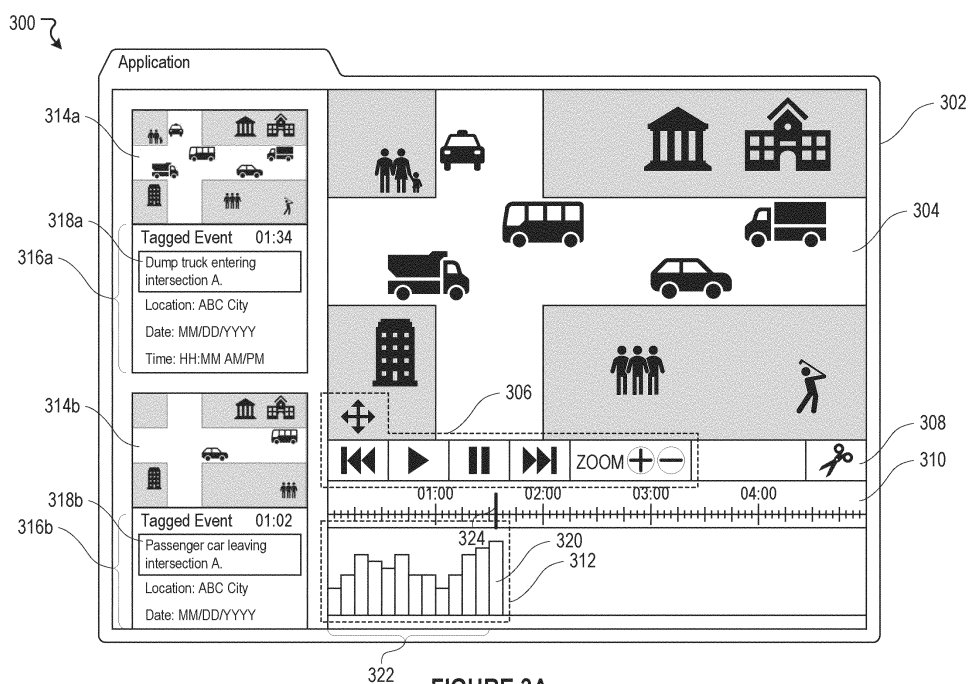 300
Application
302
314a
304
318a
Tagged Event 01:34
316a
Dump truck entering
intersection A.
Location: ABC City
Date: MM/DD/YYYY
Time: HH:MM AM/PM
306
314b
308
ZOOM
310
318b
01:00 02:00 03:00 04:00
316b
Tagged Event 01:02
324
320
Passenger car leaving
intersection A.
312
Location: ABC City
Date: MM/DD/YYYY
322